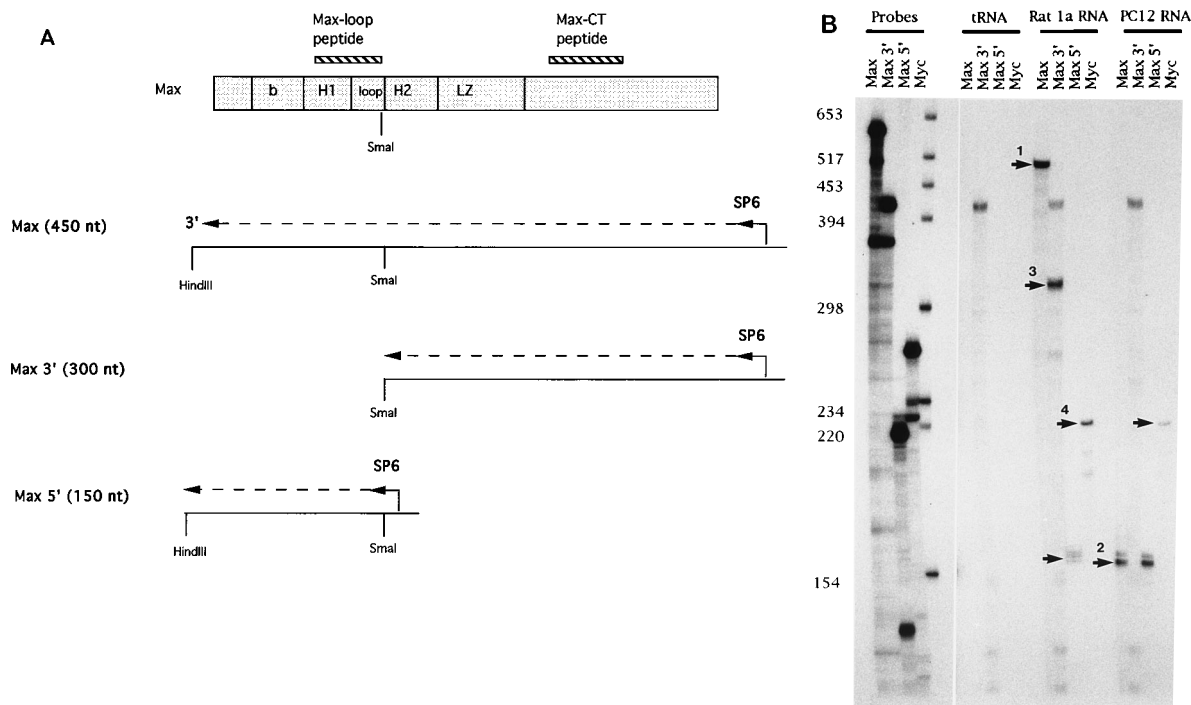 A
Max-loop
peptide
Max-CT
peptide
Max
b
H1
loop
H2
LZ
SmaI
Max (450 nt)
3'
SP6
HindIII
SmaI
Max 3' (300 nt)
SP6
SmaI
Max 5' (150 nt)
SP6
HindIII
SmaI
B
Probes
tRNA
Rat 1a RNA
PC12 RNA
Max
Max 3'
Max 5'
Myc
Max
Max 3'
Max 5'
Myc
Max
Max 3'
Max 5'
Myc
Max
Max 3'
Max 5'
Myc
653
517
453
394
298
234
220
154
1
3
4
2